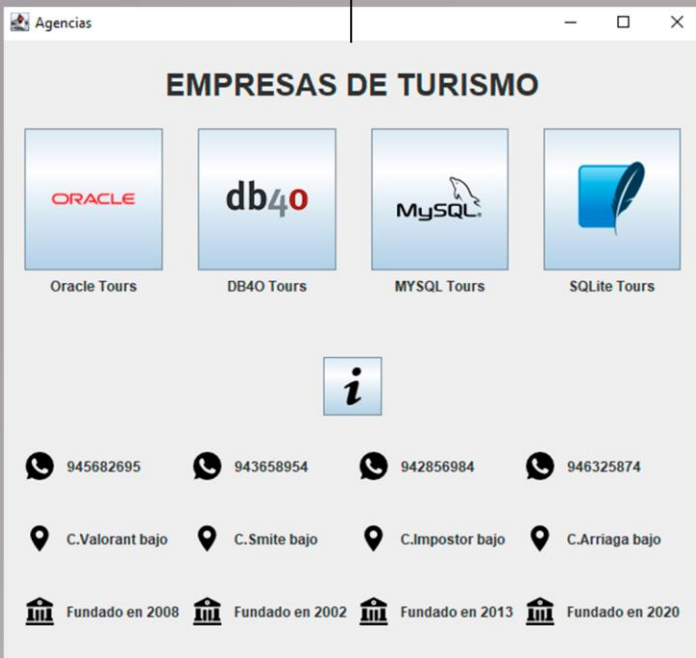 Agencias
EMPRESAS DE TURISMO
ORACLE db4o MySQL
Oracle Tours DB4O Tours MYSQL Tours SQLite Tours
i
945682695 943658954 942856984 946325874
C.Valorant bajo C.Smite bajo C.Impostor bajo C.Arriaga bajo
Fundado en 2008 Fundado en 2002 Fundado en 2013 Fundado en 2020